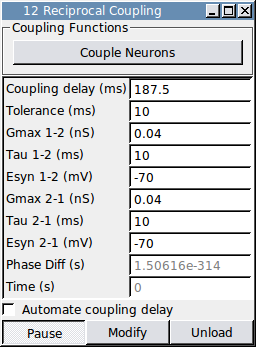 12 Reciprocal Coupling
Coupling Functions
Couple Neurons
Coupling delay (ms) 187.5
Tolerance (ms) 10
Gmax 1-2 (nS) 0.04
Tau 1-2 (ms) 10
Esyn 1-2 (mV) -70
Gmax 2-1 (nS) 0.04
Tau 2-1 (ms) 10
Esyn 2-1 (mV) -70
Phase Diff (s) 1.50616e-314
Time (s) 0
Automate coupling delay
Pause Modify Unload